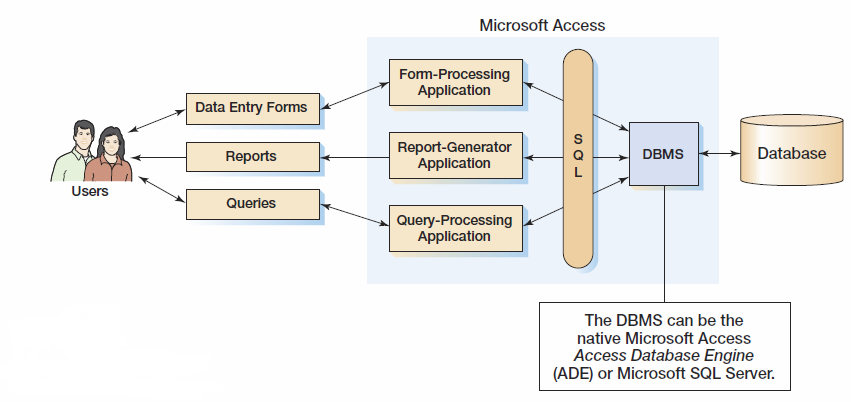 Microsoft Access
Form-Processing
Application
Data Entry Forms
Report-Generator
Application
Reports
Queries
Query-Processing
Application
Users
S
Q
L
DBMS
Database
The DBMS can be the
native Microsoft Access
Access Database Engine
(ADE) or Microsoft SQL Server.